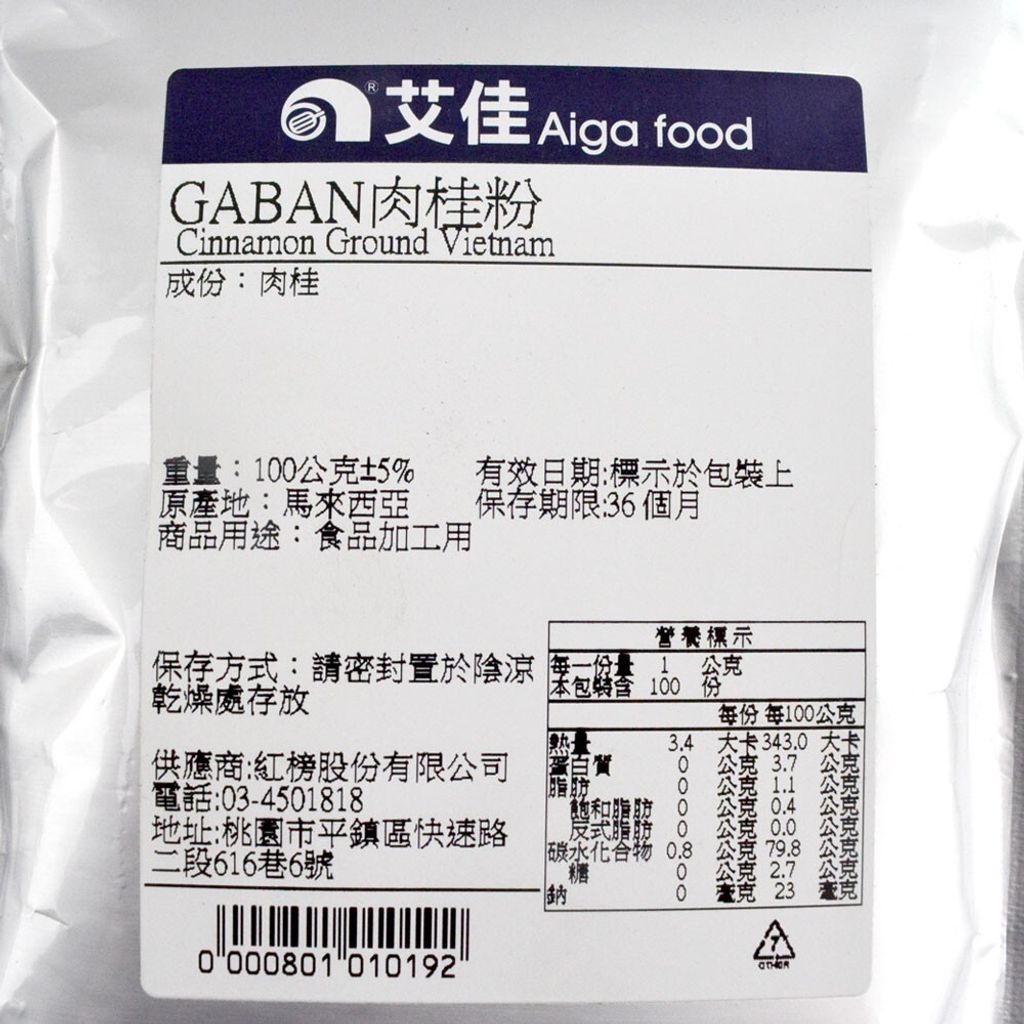 ® 艾佳 Aiga food
GABAN肉桂粉
Cinnamon Ground Vietnam
成份：肉桂
重量：100公克±5%
有效日期:標示於包裝上
原產地：馬來西亞
保存期限:36個月
商品用途：食品加工用
保存方式：請密封置於陰涼
乾燥處存放
供應商:紅榜股份有限公司
電話:03-4501818
地址:桃園市平鎮區快速路
二段616巷6號
營養標示
每一份量 1 公克
本包裝含 100 份
每份 每100公克
熱量 3.4 大卡 343.0 大卡
蛋白質 0 公克 3.7 公克
脂肪 0 公克 1.1 公克
飽和脂肪 0 公克 0.4 公克
反式脂肪 0 公克 0.0 公克
碳水化合物 0.8 公克 79.8 公克
糖 0 公克 2.7 公克
鈉 0 毫克 23 毫克
0 000801 010192
7
OTHER